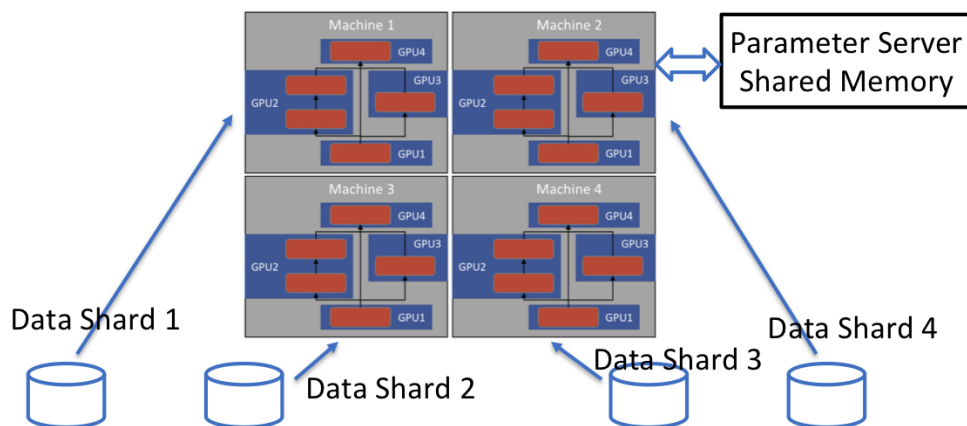 Machine 1
GPU4
GPU3
GPU2
GPU1
Machine 2
GPU4
GPU3
GPU2
GPU1
Parameter Server
Shared Memory
Machine 3
GPU4
GPU3
GPU2
GPU1
Machine 4
GPU4
GPU3
GPU2
GPU1
Data Shard 1
Data Shard 2
Data Shard 3
Data Shard 4